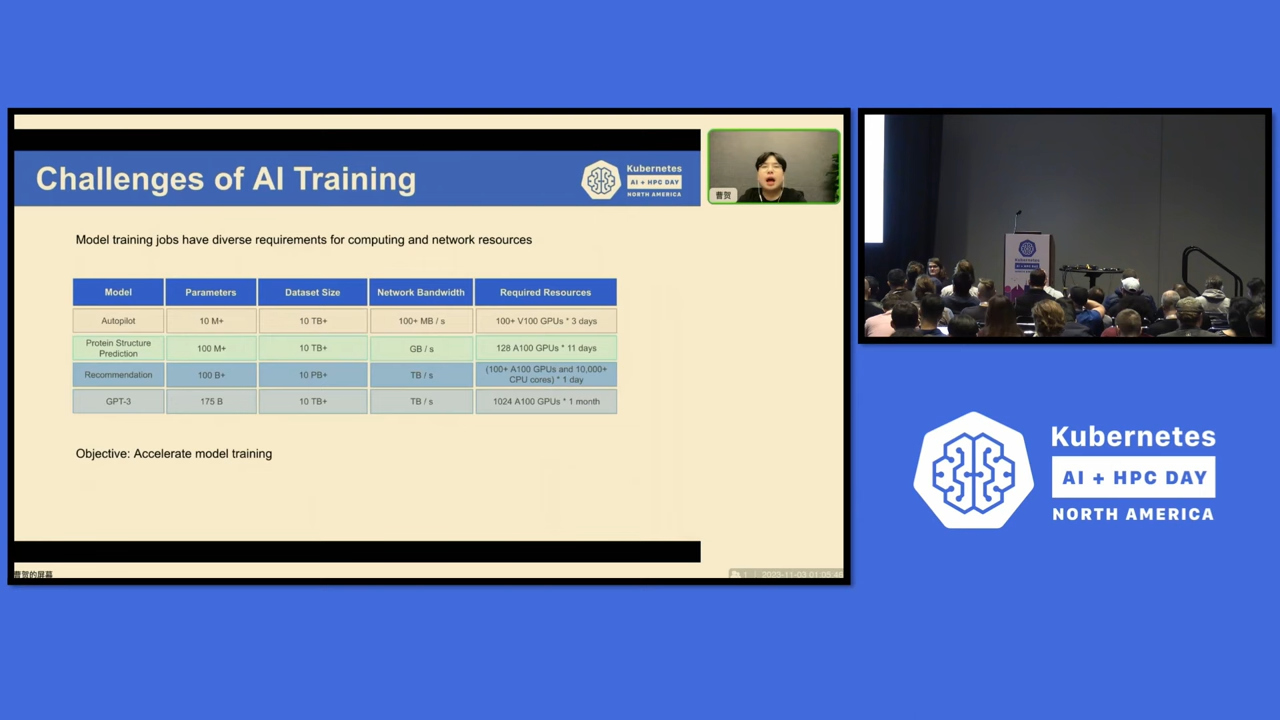 Challenges of AI Training
Kubernetes
AI + HPC DAY
NORTH AMERICA
曹贺
Model training jobs have diverse requirements for computing and network resources
Model Parameters Dataset Size Network Bandwidth Required Resources
Autopilot 10 M+ 10 TB+ 100+ MB / s 100+ V100 GPUs * 3 days
Protein Structure Prediction 100 M+ 10 TB+ GB / s 128 A100 GPUs * 11 days
Recommendation 100 B+ 10 PB+ TB / s (100+ A100 GPUs and 10,000+ CPU cores) * 1 day
GPT-3 175 B 10 TB+ TB / s 1024 A100 GPUs * 1 month
Objective: Accelerate model training
曹贺的屏幕
Kubernetes
Kubernetes
AI + HPC DAY
NORTH AMERICA